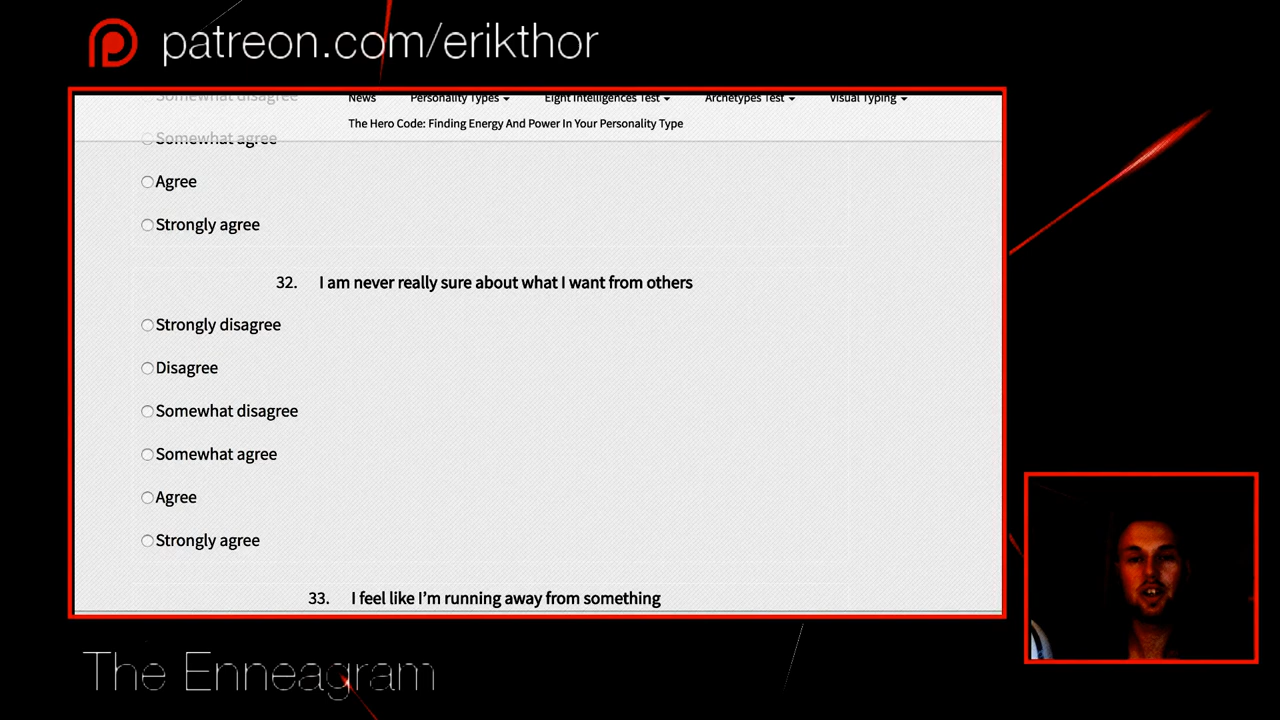 patreon.com/erikthor
Somewhat disagree
News Personality Types Eight Intelligences Test Archetypes Test Visual Typing
The Hero Code: Finding Energy And Power In Your Personality Type
Somewhat agree
Agree
Strongly agree
32. I am never really sure about what I want from others
Strongly disagree
Disagree
Somewhat disagree
Somewhat agree
Agree
Strongly agree
33. I feel like I'm running away from something
The Enneagram